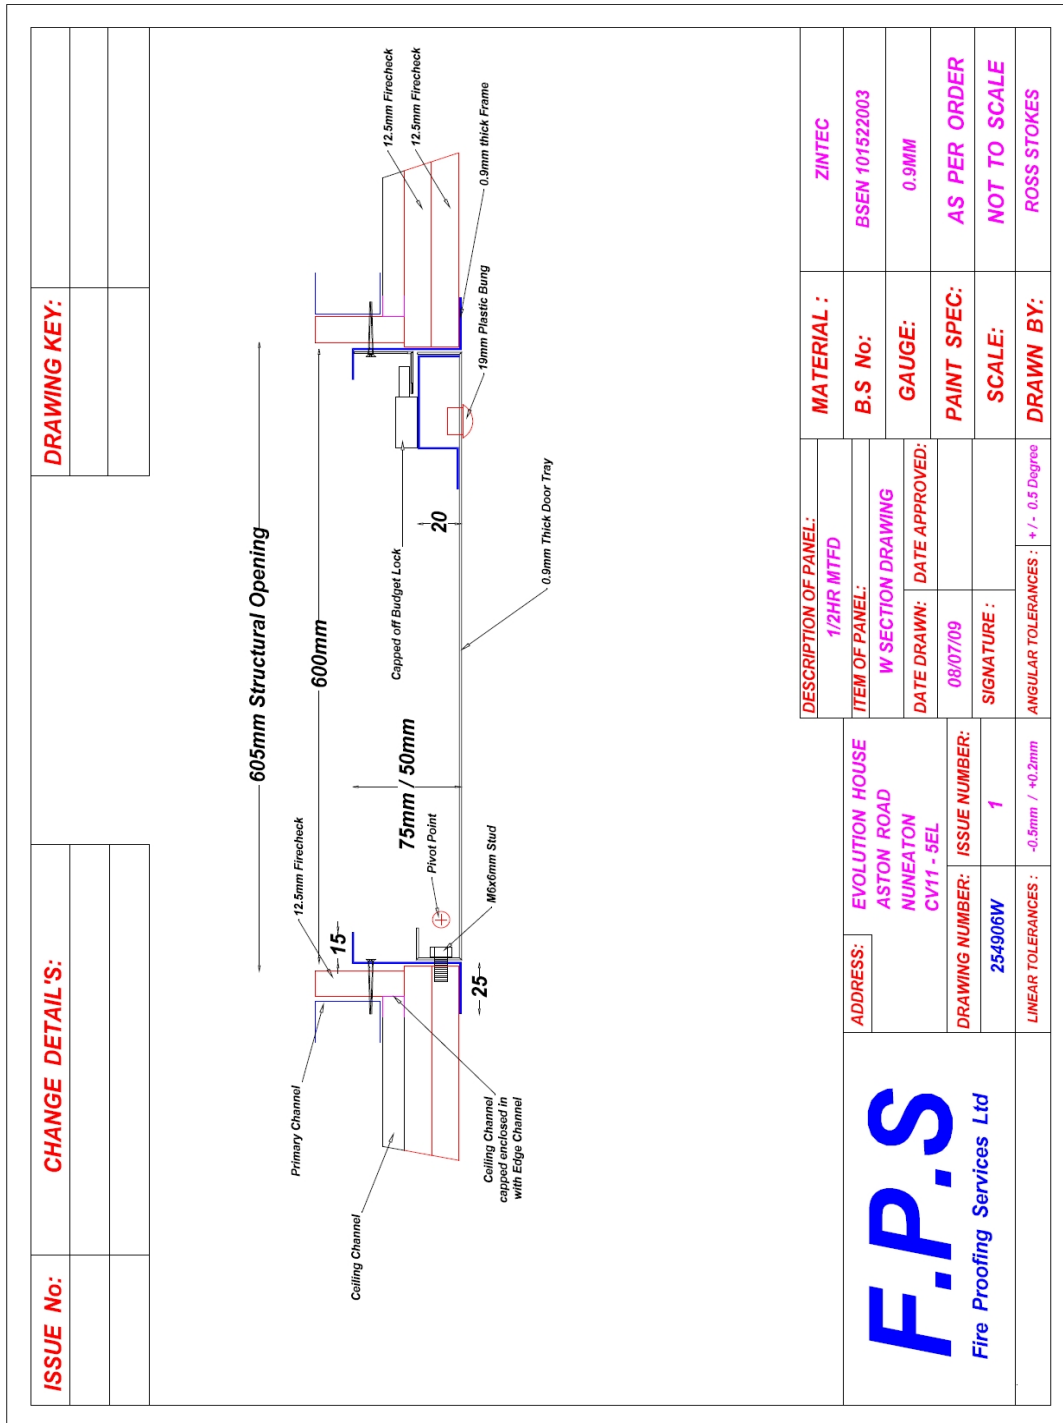 ISSUE No:
CHANGE DETAIL'S:
DRAWING KEY:
605mm Structural Opening
600mm
12.5mm Firecheck
15
75mm / 50mm
Pivot Point
M6x6mm Stud
25
Primary Channel
Ceiling Channel
Ceiling Channel
capped enclosed in
with Edge Channel
Capped off Budget Lock
20
0.9mm Thick Door Tray
19mm Plastic Bung
0.9mm thick Frame
12.5mm Firecheck
12.5mm Firecheck
F.P.S
Fire Proofing Services Ltd
ADDRESS:
EVOLUTION HOUSE
ASTON ROAD
NUNEATON
CV11 - 5EL
DRAWING NUMBER:
ISSUE NUMBER:
254906W
1
LINEAR TOLERANCES :
-0.5mm / +0.2mm
DESCRIPTION OF PANEL:
1/2HR MTFD
ITEM OF PANEL:
W SECTION DRAWING
DATE DRAWN:
DATE APPROVED:
08/07/09
SIGNATURE :
ANGULAR TOLERANCES :
+ / - 0.5 Degree
MATERIAL :
ZINTEC
B.S No:
BSEN 101522003
GAUGE:
0.9MM
PAINT SPEC:
AS PER ORDER
SCALE:
NOT TO SCALE
DRAWN BY:
ROSS STOKES